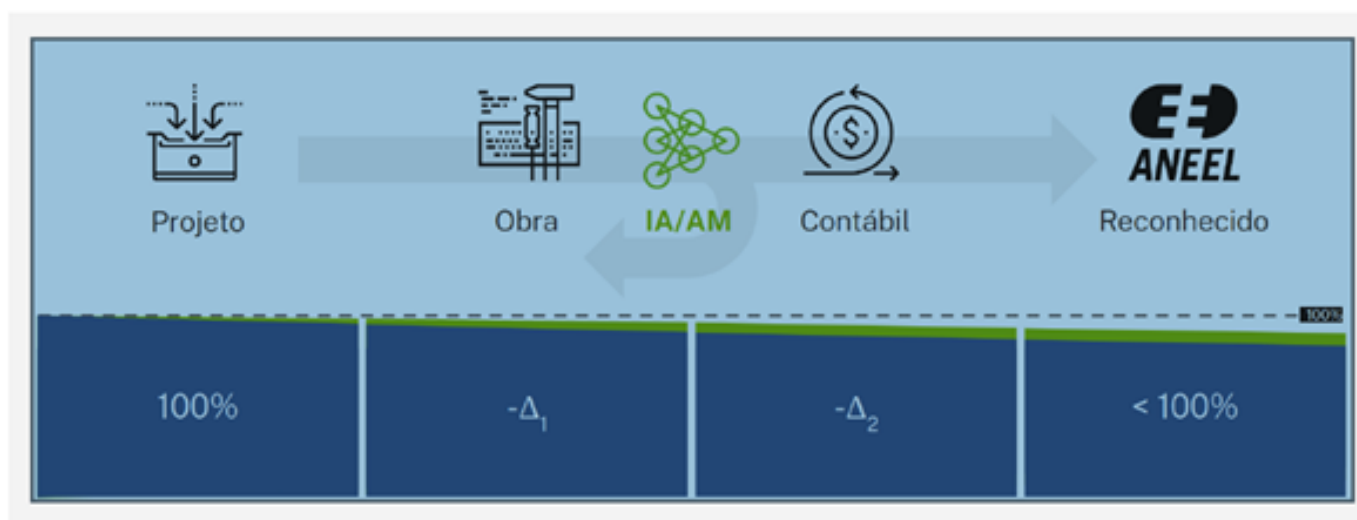 ANEEL
Projeto
Obra
IA/AM
Contábil
Reconhecido
100%
100%
-Δ₁
-Δ₂
< 100%